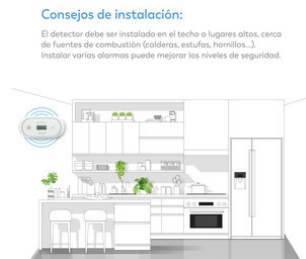 Consejos de instalación:
El detector debe ser instalado en el techo o lugares altos, cerca
de fuentes de combustión (calderas, estufas, hornillos...).
Instalar varias alarmas puede mejorar los niveles de seguridad.